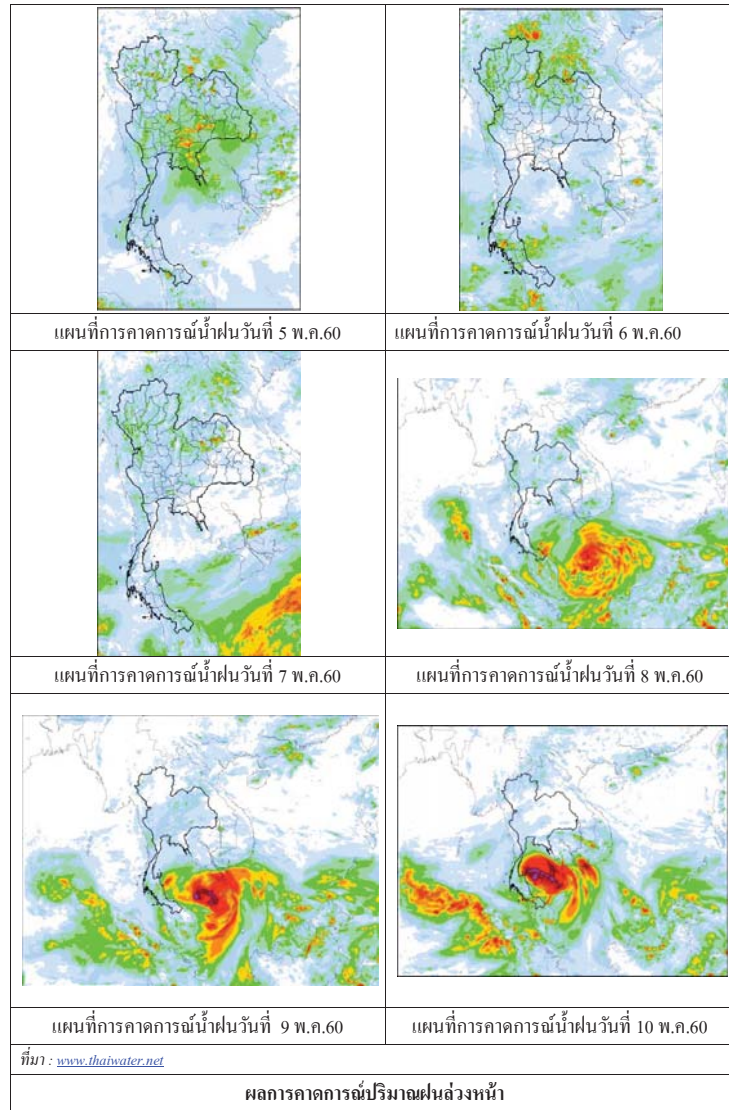 แผนที่การคาดการณ์น้ำฝนวันที่ 5 พ.ค.60
แผนที่การคาดการณ์น้ำฝนวันที่ 6 พ.ค.60
แผนที่การคาดการณ์น้ำฝนวันที่ 7 พ.ค.60
แผนที่การคาดการณ์น้ำฝนวันที่ 8 พ.ค.60
แผนที่การคาดการณ์น้ำฝนวันที่ 9 พ.ค.60
แผนที่การคาดการณ์น้ำฝนวันที่ 10 พ.ค.60
ที่มา : www.thaiwater.net
ผลการคาดการณ์ปริมาณฝนล่วงหน้า